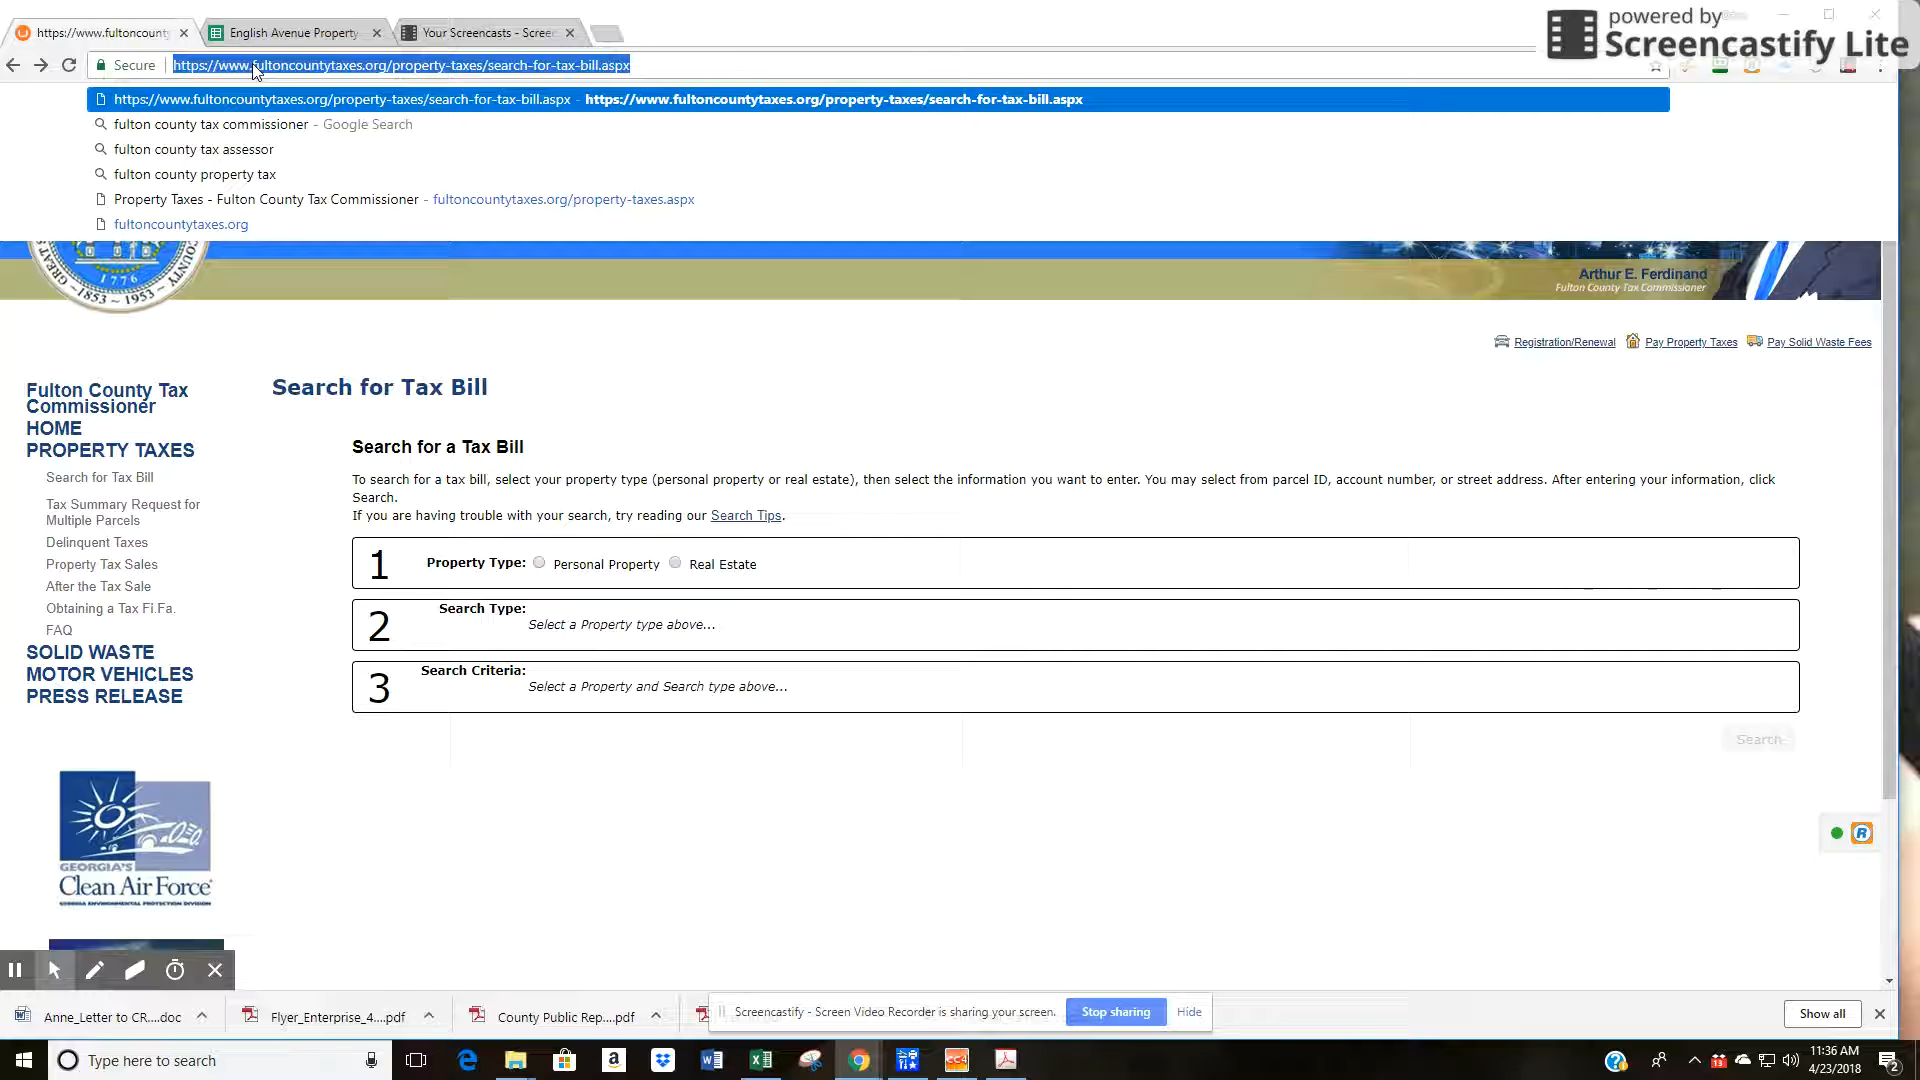 https://www.fultoncount
English Avenue Property
Your Screencasts - Scree
powered by
Screencastify Lite
Secure
https://www.fultoncountytaxes.org/property-taxes/search-for-tax-bill.aspx
https://www.fultoncountytaxes.org/property-taxes/search-for-tax-bill.aspx - https://www.fultoncountytaxes.org/property-taxes/search-for-tax-bill.aspx
fulton county tax commissioner - Google Search
fulton county tax assessor
fulton county property tax
Property Taxes - Fulton County Tax Commissioner - fultoncountytaxes.org/property-taxes.aspx
fultoncountytaxes.org
1776
1853 ~ 1953
Arthur E. Ferdinand
Fulton County Tax Commissioner
Registration/Renewal
Pay Property Taxes
Pay Solid Waste Fees
Fulton County Tax
Commissioner
HOME
PROPERTY TAXES
Search for Tax Bill
Tax Summary Request for
Multiple Parcels
Delinquent Taxes
Property Tax Sales
After the Tax Sale
Obtaining a Tax Fi.Fa.
FAQ
SOLID WASTE
MOTOR VEHICLES
PRESS RELEASE
Search for Tax Bill
Search for a Tax Bill
To search for a tax bill, select your property type (personal property or real estate), then select the information you want to enter. You may select from parcel ID, account number, or street address. After entering your information, click
Search.
If you are having trouble with your search, try reading our Search Tips.
1 Property Type: Personal Property Real Estate
2 Search Type:
Select a Property type above...
3 Search Criteria:
Select a Property and Search type above...
Search
GEORGIA'S
Clean Air Force
GEORGIA ENVIRONMENTAL PROTECTION DIVISION
Anne_Letter to CR....doc
Flyer_Enterprise_4....pdf
County Public Rep....pdf
Screencastify - Screen Video Recorder is sharing your screen.
Stop sharing
Hide
Show all
Type here to search
11:36 AM
4/23/2018